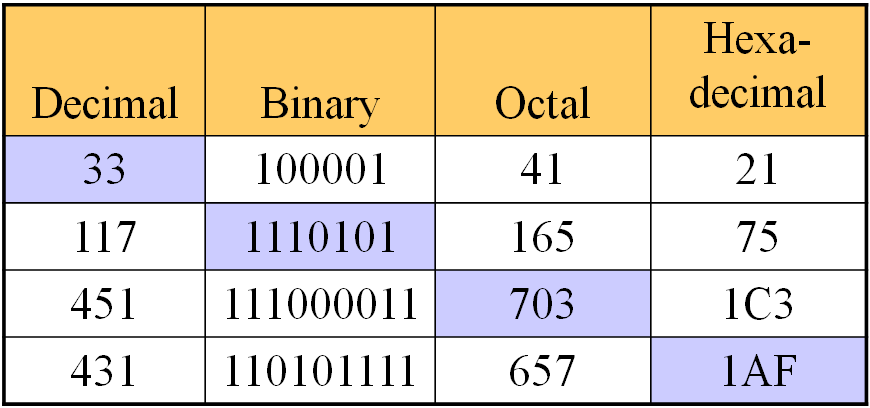 Decimal Binary Octal Hexa-
decimal
33 100001 41 21
117 1110101 165 75
451 111000011 703 1C3
431 110101111 657 1AF